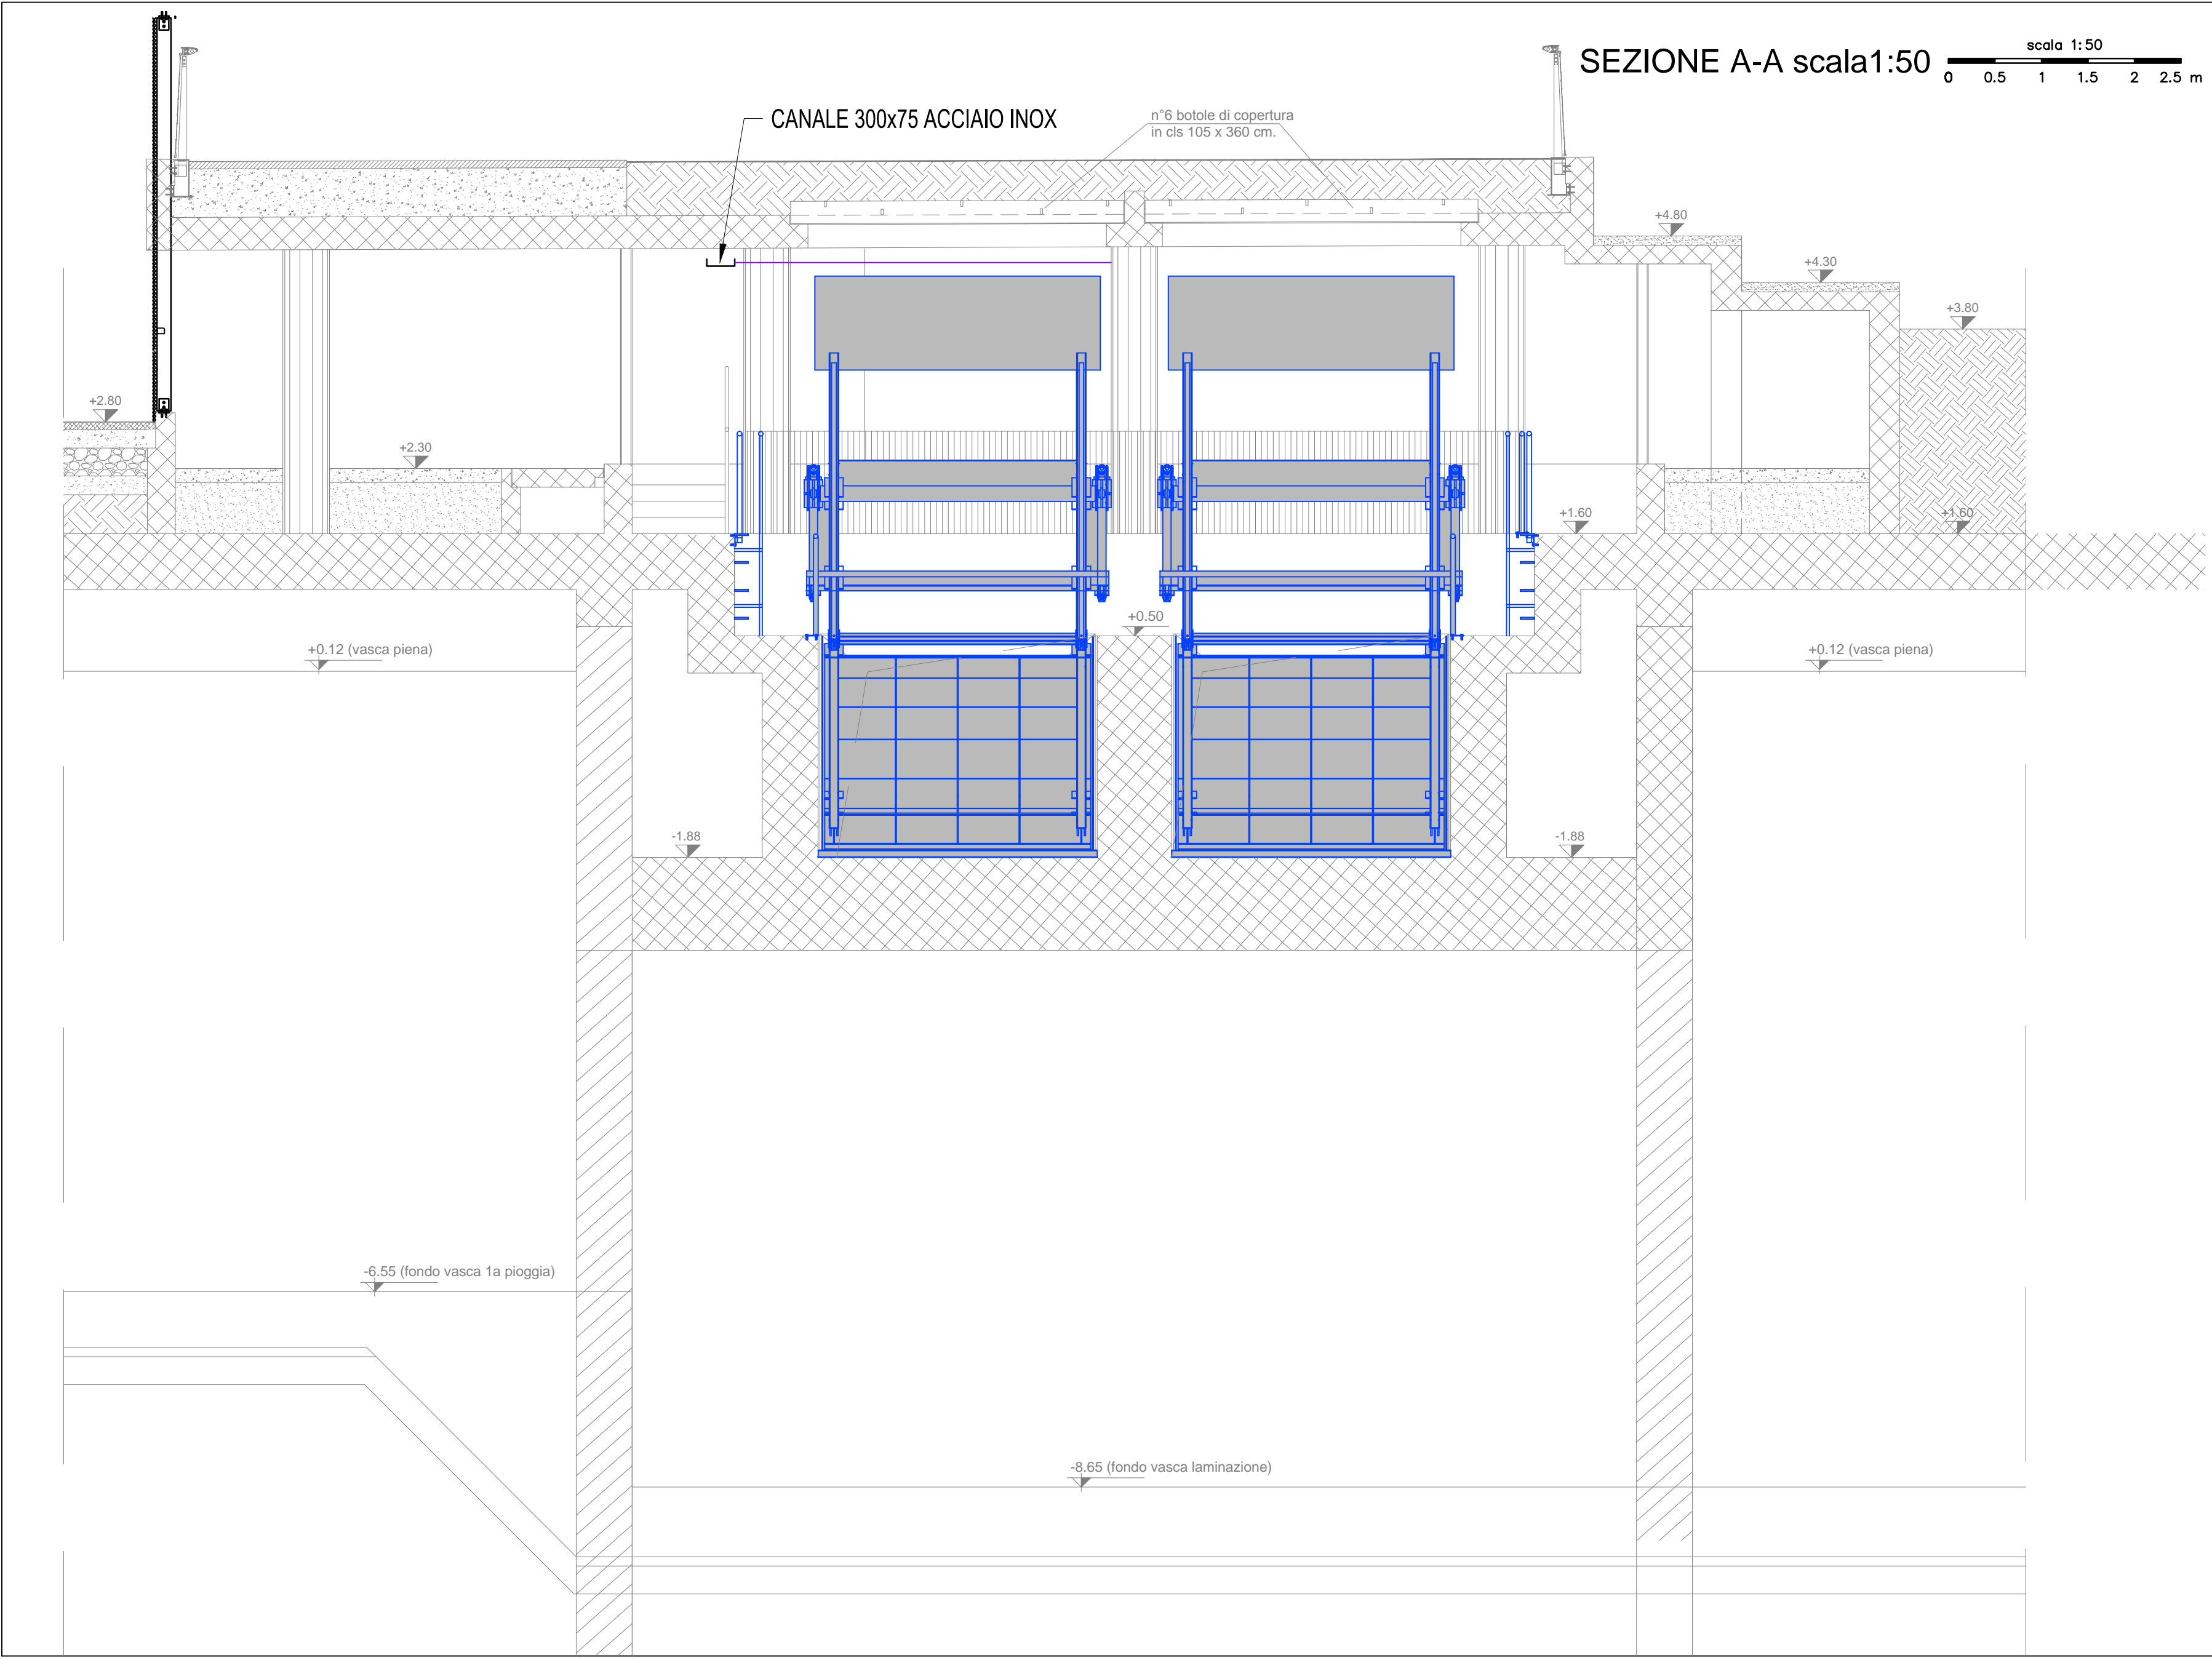 SEZIONE A-A scala1:50
scala 1:50
0 0.5 1 1.5 2 2.5 m
CANALE 300x75 ACCIAIO INOX
n°6 botole di copertura
in cls 105 x 360 cm.
+4.80
+4.30
+3.80
+2.80
+2.30
+1.60
+1.60
+0.50
+0.12 (vasca piena)
+0.12 (vasca piena)
-1.88
-1.88
-6.55 (fondo vasca 1a pioggia)
-8.65 (fondo vasca laminazione)